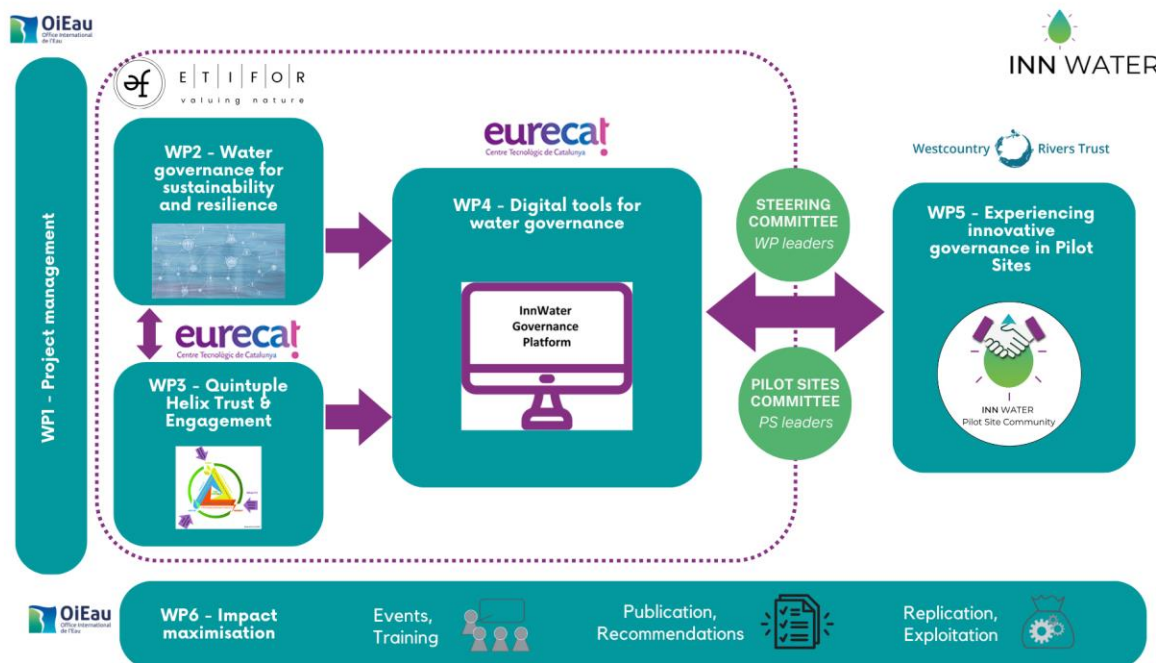 OiEau
Office International
de l'Eau
INN WATER
WP1 - Project management
E|T|I|F|O|R
valuing nature
WP2 - Water
governance for
sustainability
and resilience
eurecat
Centre Tecnològic de Catalunya
WP3 - Quintuple
Helix Trust &
Engagement
eurecat
Centre Tecnològic de Catalunya
WP4 - Digital tools for
water governance
InnWater
Governance
Platform
STEERING
COMMITTEE
WP leaders
PILOT SITES
COMMITTEE
PS leaders
Westcountry Rivers Trust
WP5 - Experiencing
innovative
governance in Pilot
Sites
INN WATER
Pilot Site Community
OiEau
Office International
de l'Eau
WP6 - Impact
maximisation
Events,
Training
Publication,
Recommendations
Replication,
Exploitation